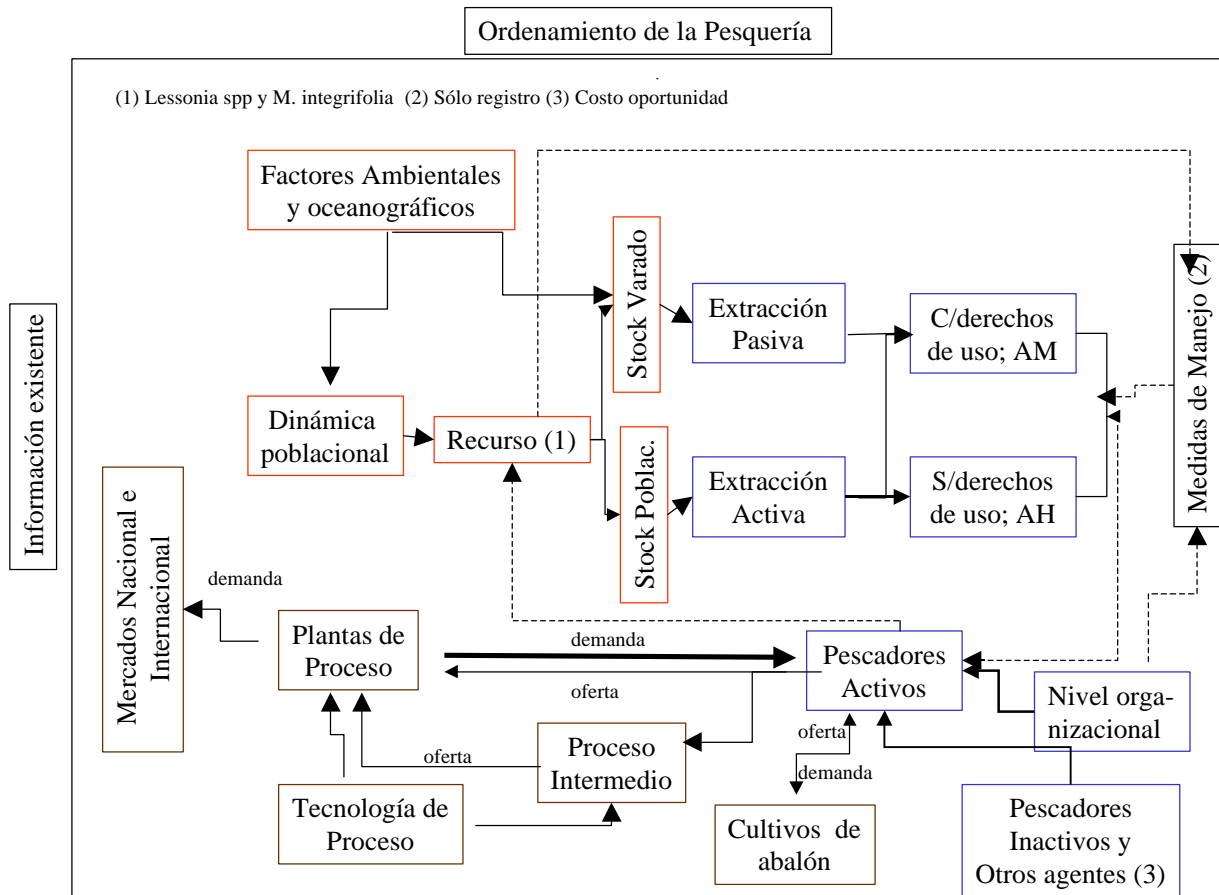 Ordenamiento de la Pesquería
(1) Lessonia spp y M. integrifolia (2) Sólo registro (3) Costo oportunidad
Información existente
Factores Ambientales
y oceanográficos
Stock Varado
Extracción
Pasiva
C/derechos
de uso; AM
Medidas de Manejo (2)
Dinámica
poblacional
Recurso (1)
Stock Poblac.
Extracción
Activa
S/derechos
de uso; AH
Mercados Nacional e
Internacional
demanda
Plantas de
Proceso
demanda
oferta
Pescadores
Activos
Nivel orga-
nizacional
oferta
Proceso
Intermedio
oferta
demanda
Tecnología de
Proceso
Cultivos de
abalón
Pescadores
Inactivos y
Otros agentes (3)